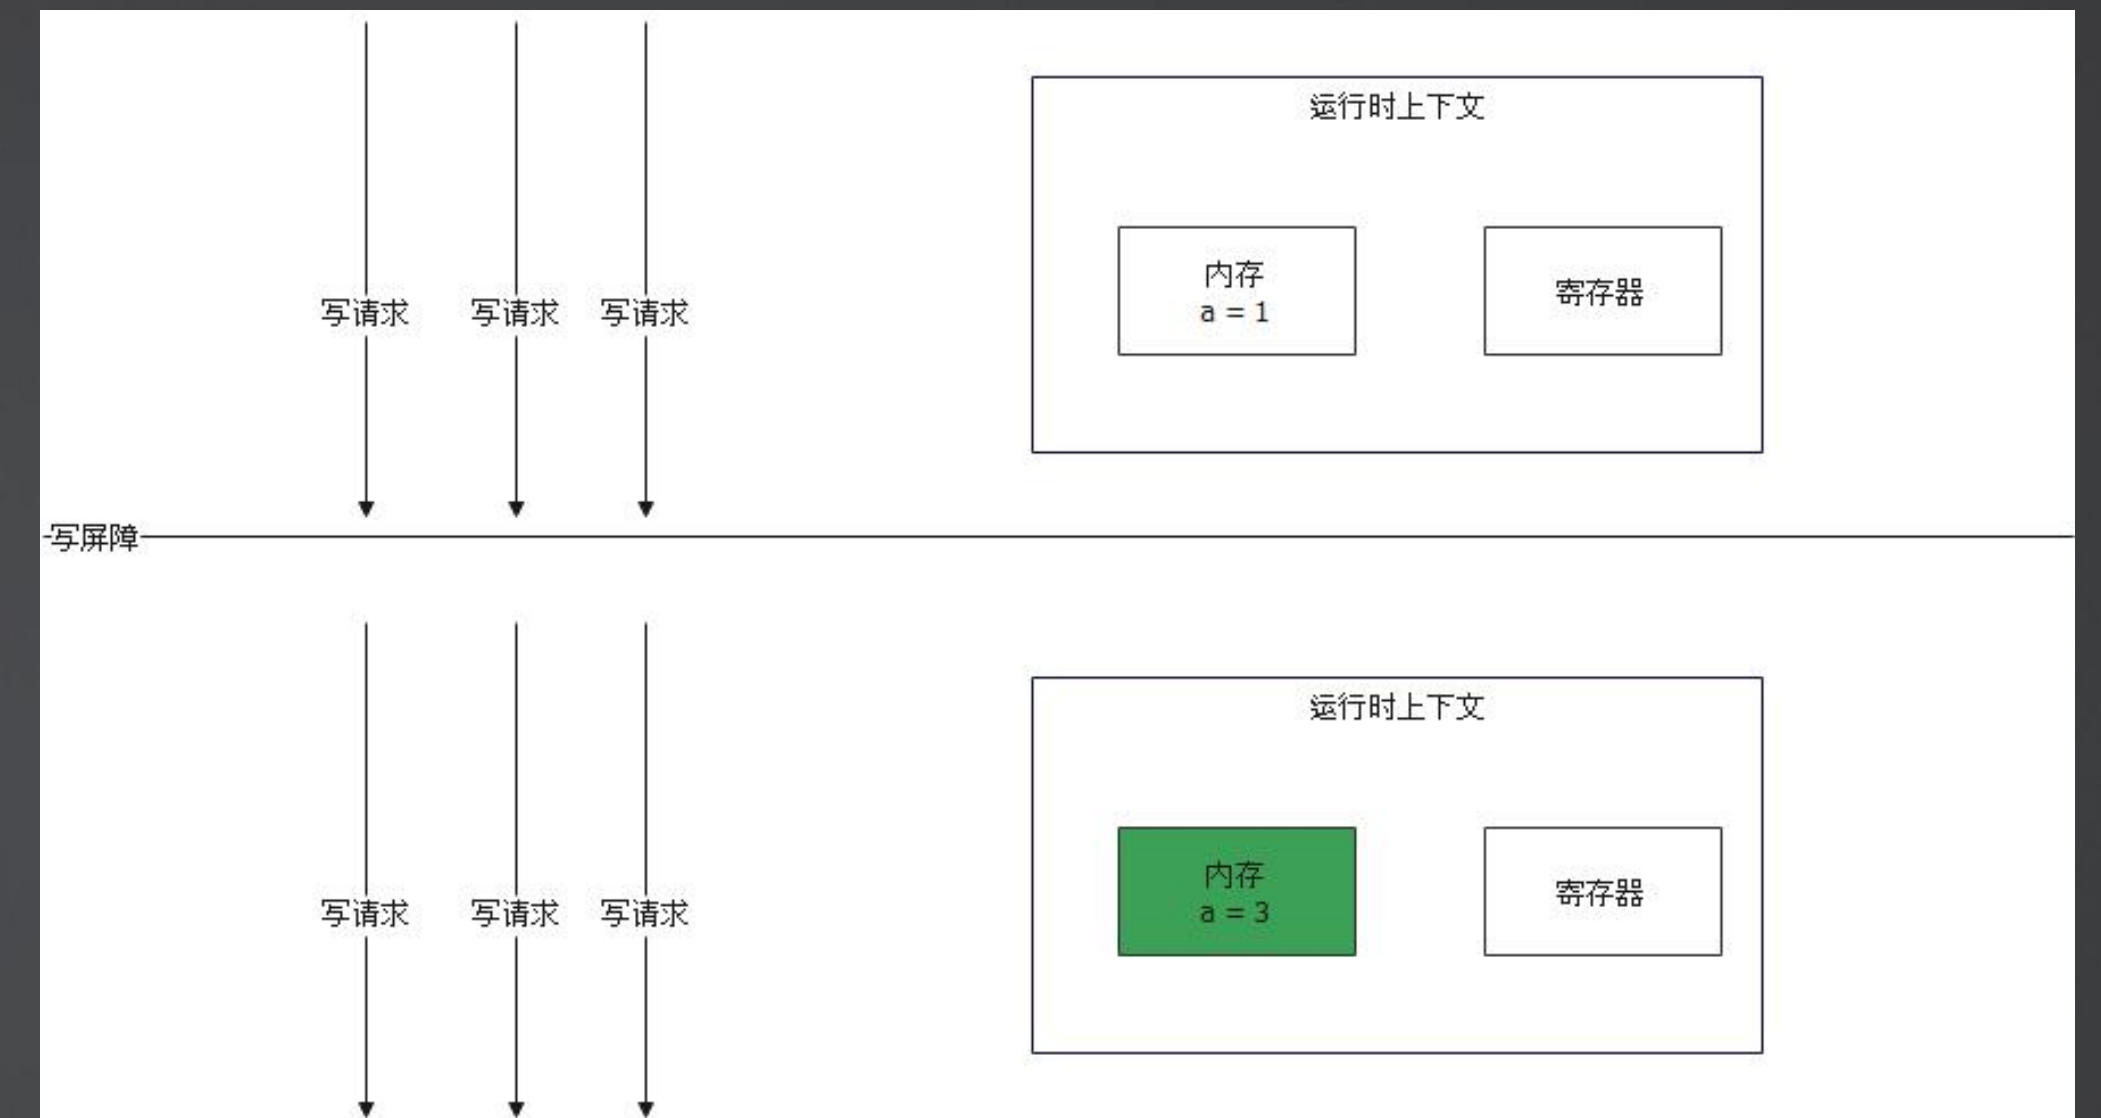 运行时上下文
内存
a = 1
寄存器
写请求 写请求 写请求
写屏障
运行时上下文
内存
a = 3
寄存器
写请求 写请求 写请求